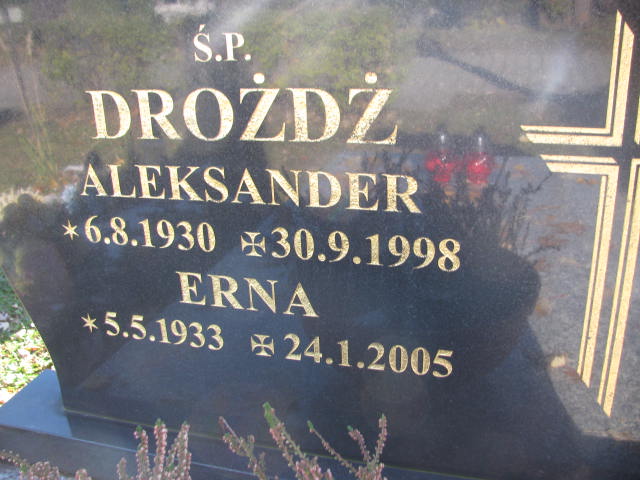 Ś.P.
DROŻDŻ
ALEKSANDER
*6.8.1930 ✠30.9.1998
ERNA
*5.5.1933 ✠24.1.2005